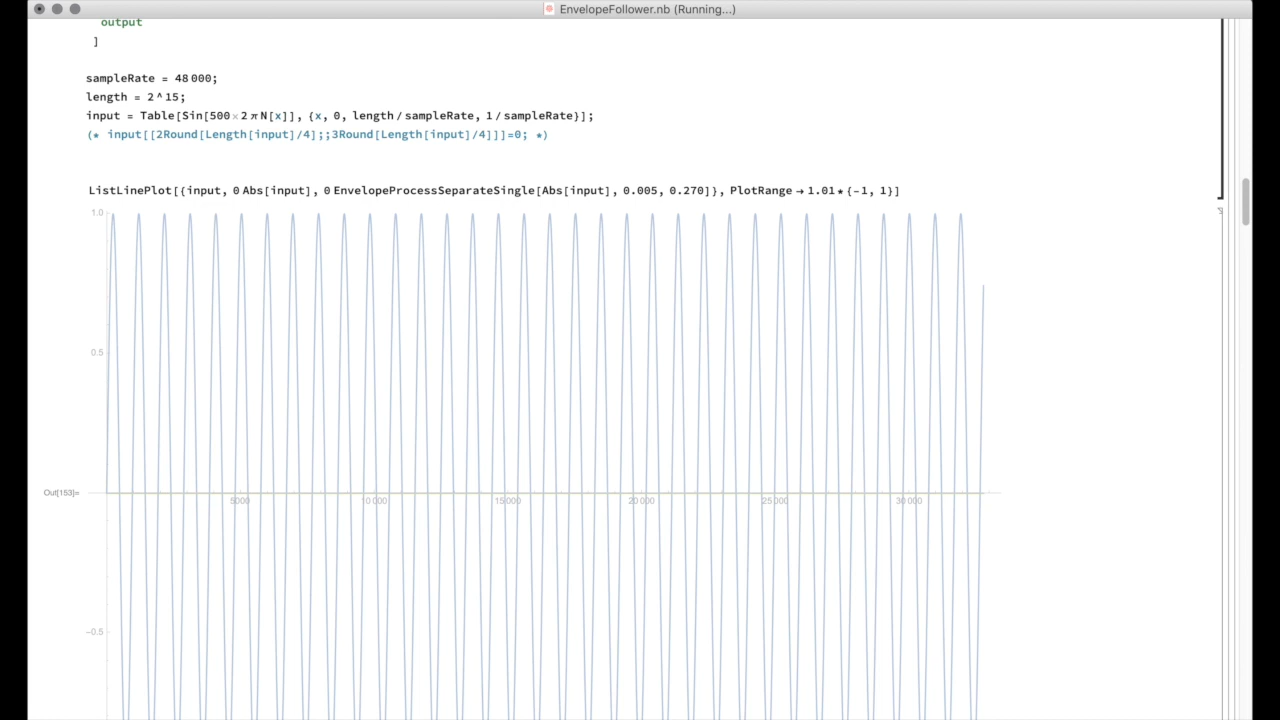 EnvelopeFollower.nb (Running...)
output
]
sampleRate = 48 000;
length = 2^15;
input = Table[Sin[500×2 π N[x]], {x, 0, length/sampleRate, 1/sampleRate}];
(* input[[2Round[Length[input]/4];;3Round[Length[input]/4]]]=0; *)
ListLinePlot[{input, 0 Abs[input], 0 EnvelopeProcessSeparateSingle[Abs[input], 0.005, 0.270]}, PlotRange → 1.01*{-1, 1}]
1.0
0.5
Out[153]=
5000 10 000 15 000 20 000 25 000 30 000
-0.5